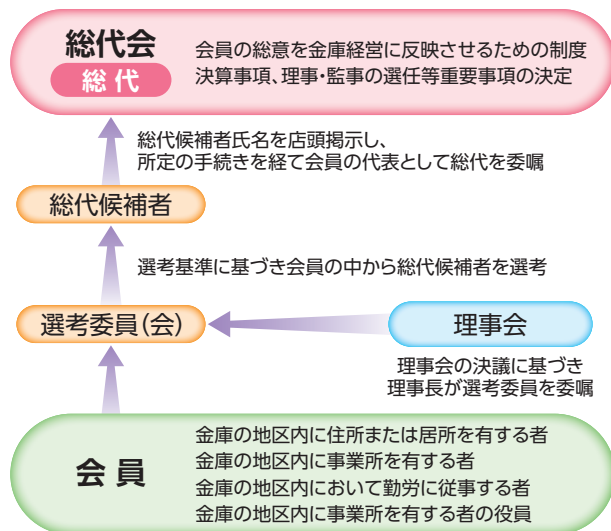 総代会
総代
会員の総意を金庫経営に反映させるための制度
決算事項、理事・監事の選任等重要事項の決定
総代候補者氏名を店頭掲示し、
所定の手続きを経て会員の代表として総代を委嘱
総代候補者
選考基準に基づき会員の中から総代候補者を選考
選考委員(会)
理事会
理事会の決議に基づき
理事長が選考委員を委嘱
会員
金庫の地区内に住所または居所を有する者
金庫の地区内に事業所を有する者
金庫の地区内において勤労に従事する者
金庫の地区内に事業所を有する者の役員